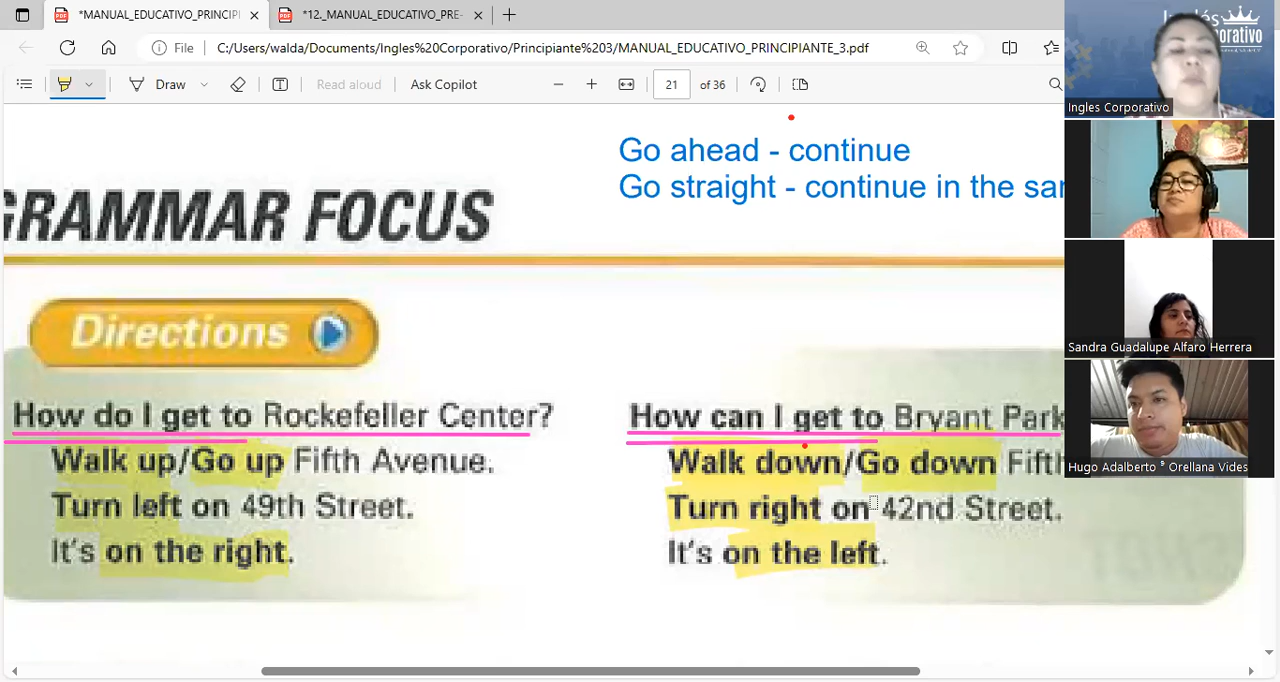 *MANUAL_EDUCATIVO_PRINCIPI
*12._MANUAL_EDUCATIVO_PRE-
File
C:/Users/walda/Documents/Ingles%20Corporativo/Principiante%203/MANUAL_EDUCATIVO_PRINCIPIANTE_3.pdf
Draw
Read aloud
Ask Copilot
21 of 36
Go ahead - continue
Go straight - continue in the sa
GRAMMAR FOCUS
Directions
How do I get to Rockefeller Center?
Walk up/Go up Fifth Avenue.
Turn left on 49th Street.
It's on the right.
How can I get to Bryant Park
Walk down/Go down Fifth
Turn right on 42nd Street.
It's on the left.
Inglés
Corporativo
Ingles Corporativo
Sandra Guadalupe Alfaro Herrera
Hugo Adalberto ° Orellana Vides